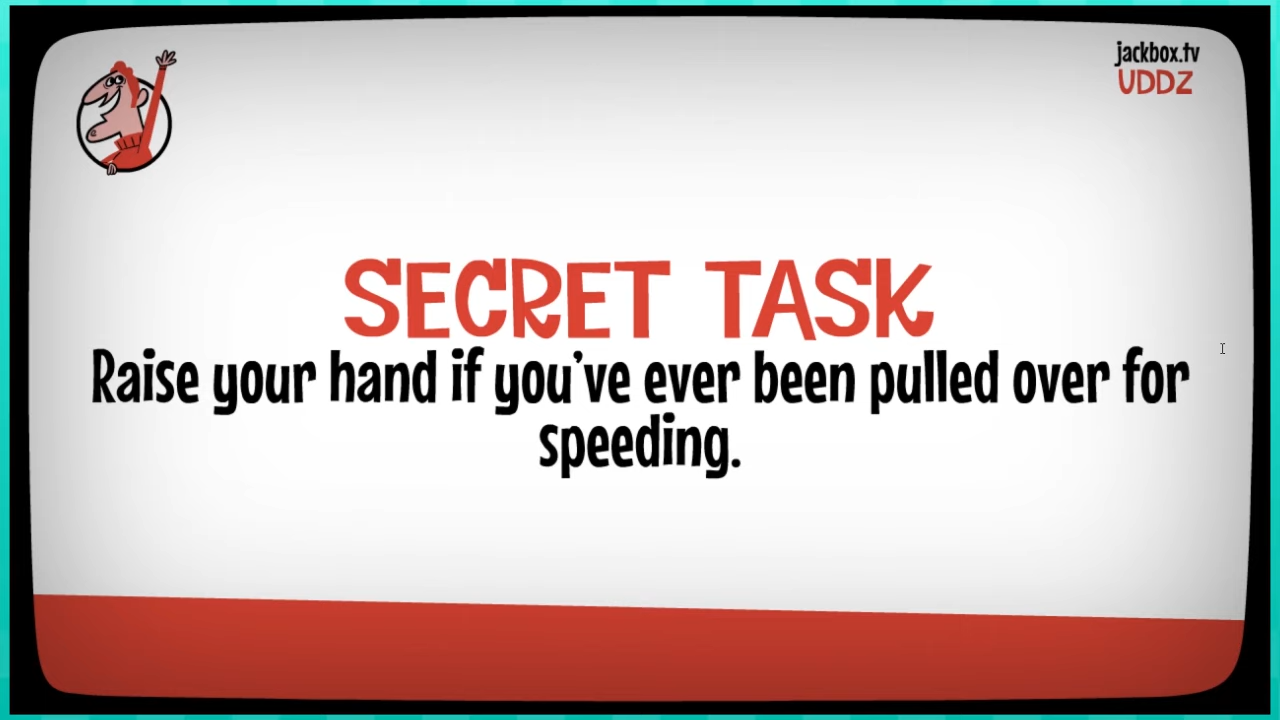 jackbox.tv
UDDZ
SECRET TASK
Raise your hand if you've ever been pulled over for
speeding.